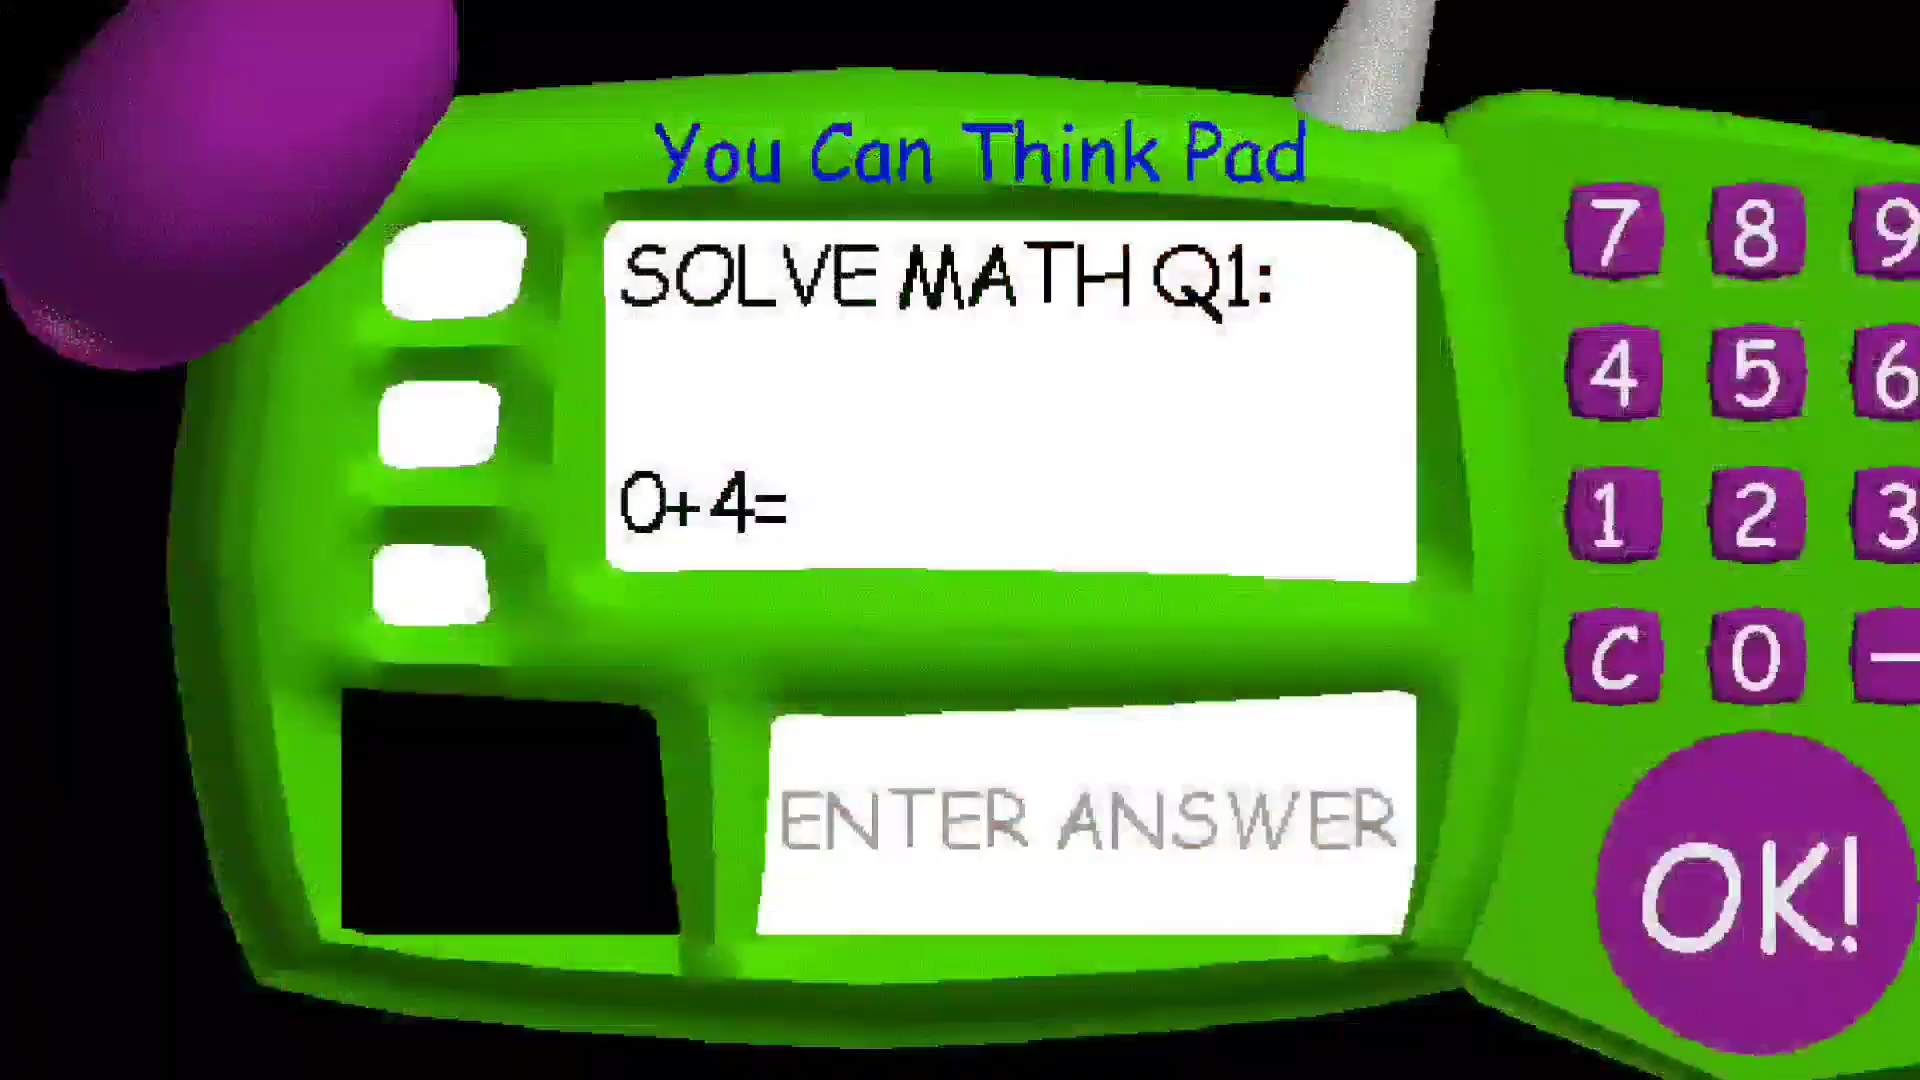 You Can Think Pad
SOLVE MATH Q1:
0+4=
ENTER ANSWER
7 8 9
4 5 6
1 2 3
C 0 -
OK!